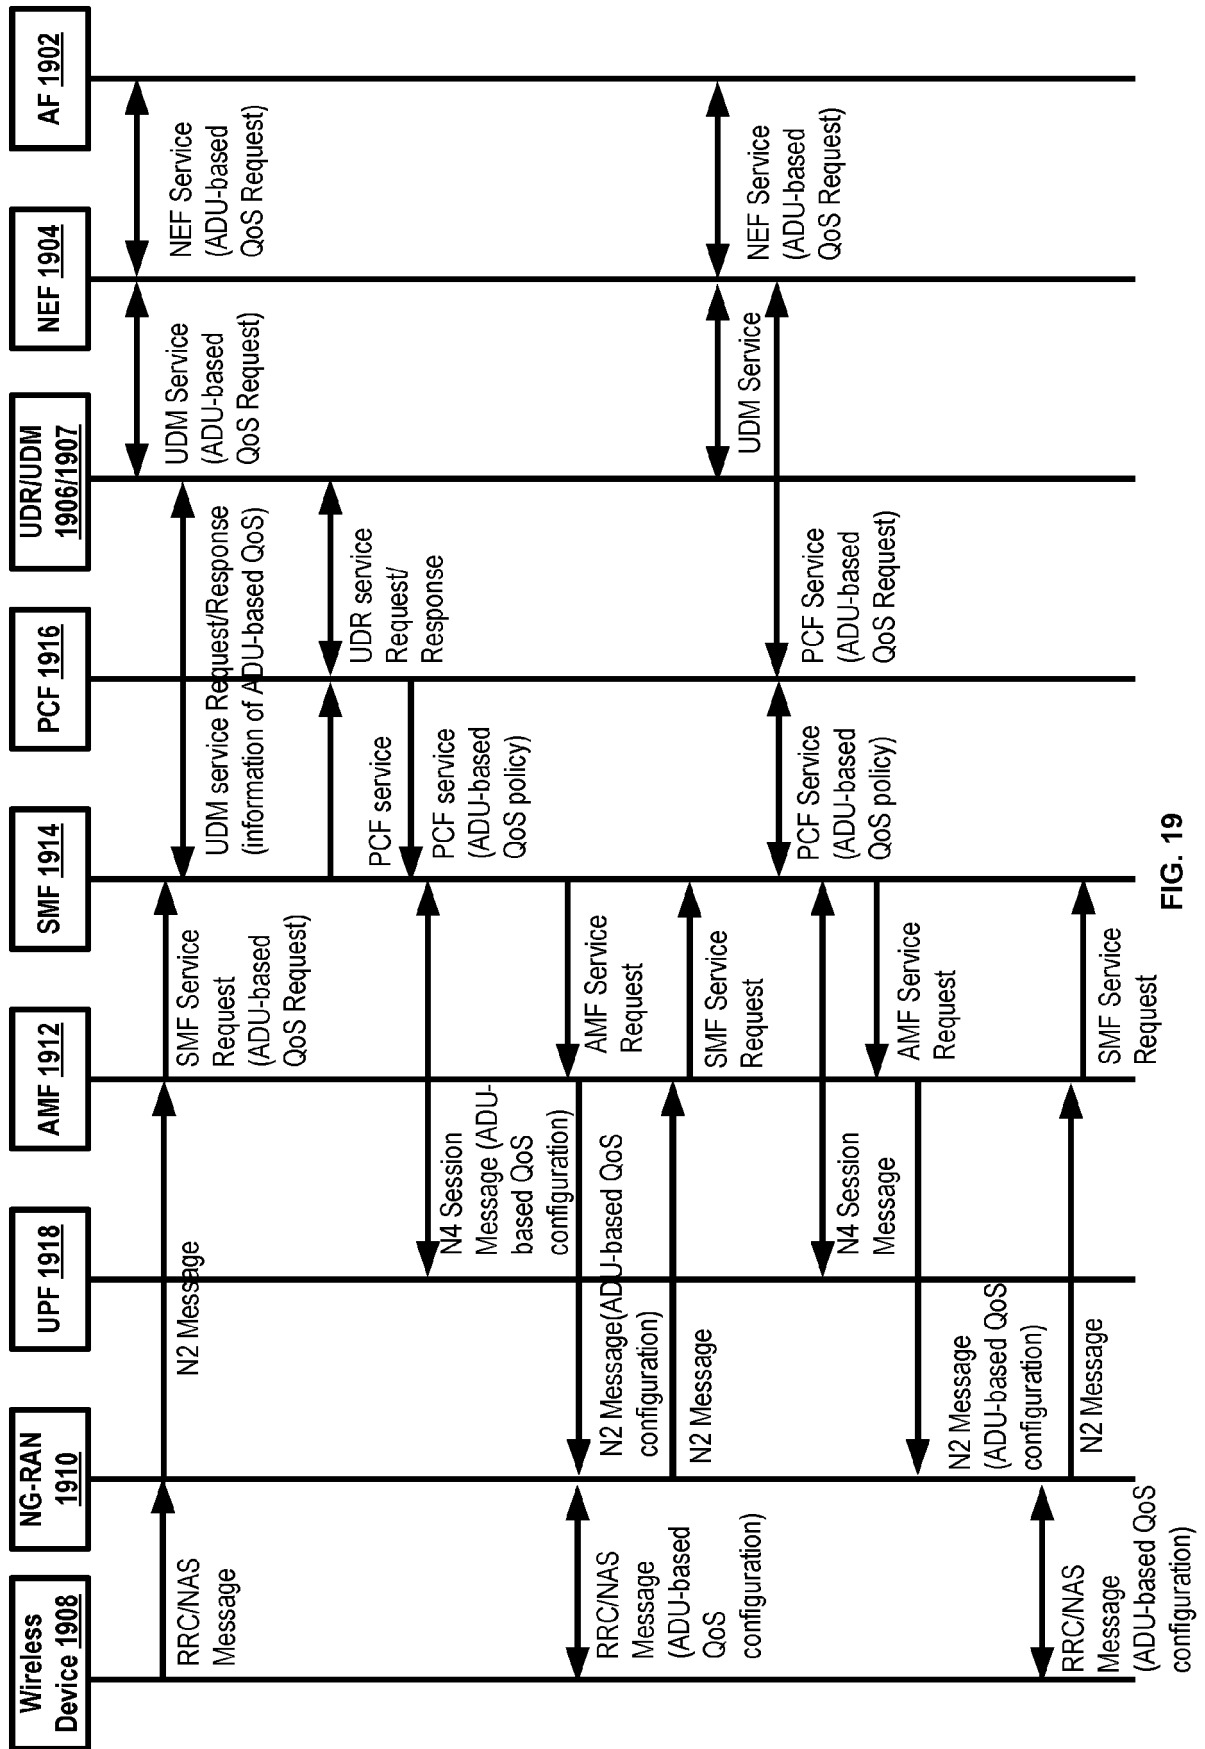 Wireless
Device 1908
NG-RAN
1910
UPF 1918
AMF 1912
SMF 1914
PCF 1916
UDR/UDM
1906/1907
NEF 1904
AF 1902
NEF Service
(ADU-based
QoS Request)
UDM Service
(ADU-based
QoS Request)
RRC/NAS
Message
N2 Message
SMF Service
Request
(ADU-based
QoS Request)
UDM service Request/Response
(information of ADU-based QoS)
PCF service
UDR service
Request/
Response
PCF service
(ADU-based
QoS policy)
N4 Session
Message (ADU-
based QoS
configuration)
AMF Service
Request
N2 Message(ADU-based QoS
configuration)
RRC/NAS
Message
(ADU-based
QoS
configuration)
N2 Message
SMF Service
Request
NEF Service
(ADU-based
QoS Request)
UDM Service
PCF Service
(ADU-based
QoS Request)
PCF Service
(ADU-based
QoS policy)
N4 Session
Message
AMF Service
Request
N2 Message
(ADU-based QoS
configuration)
RRC/NAS
Message
(ADU-based QoS
configuration)
N2 Message
SMF Service
Request
FIG. 19